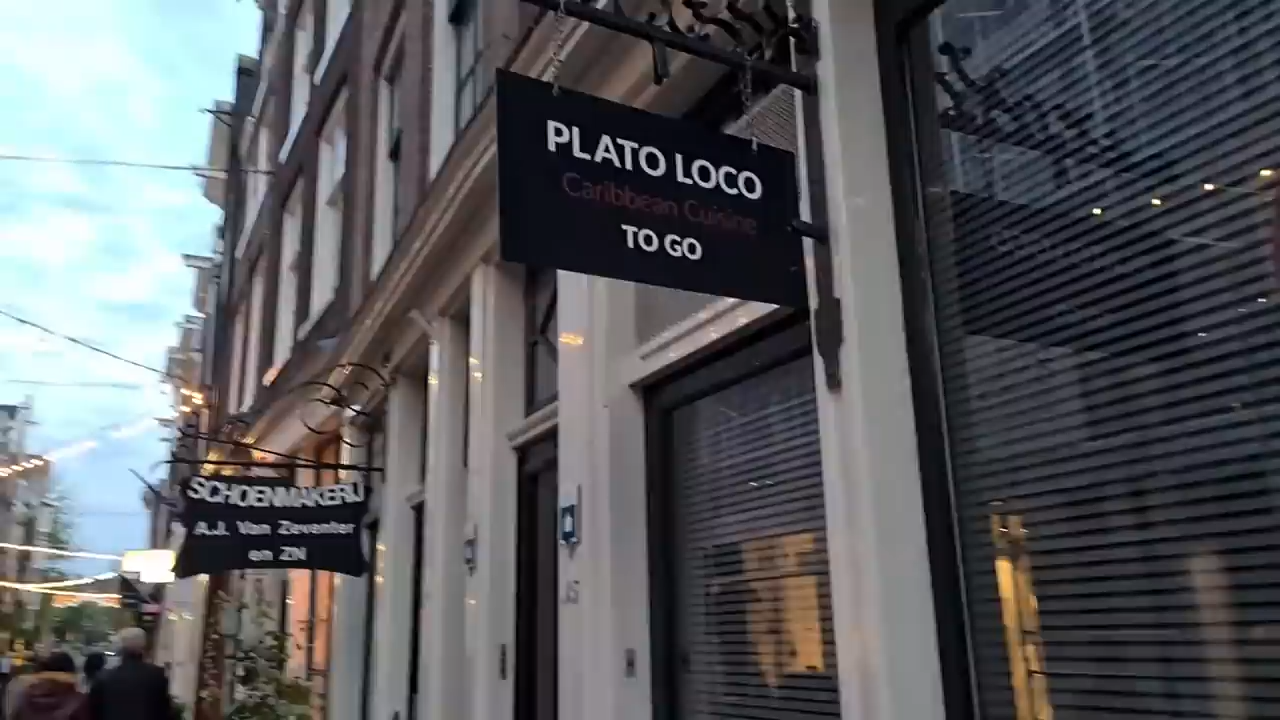 PLATO LOCO
Caribbean Cuisine
TO GO
SCHOENMAKERIJ
A.J. Van Zeventer
en ZN